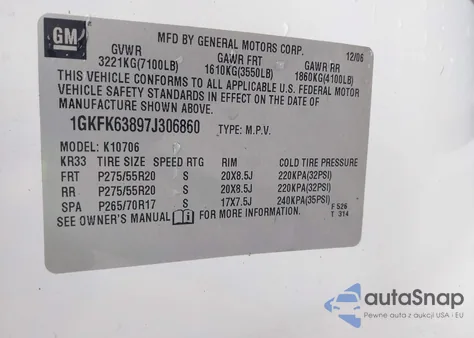 GM
MFD BY GENERAL MOTORS CORP. 12/06
GVWR GAWR FRT GAWR RR
3221KG(7100LB) 1610KG(3550LB) 1860KG(4100LB)
THIS VEHICLE CONFORMS TO ALL APPLICABLE U.S. FEDERAL MOTOR
VEHICLE SAFETY STANDARDS IN EFFECT ON THE DATE OF
MANUFACTURE SHOWN ABOVE.
1GKFK63897J306860 TYPE: M.P.V.
MODEL: K10706
KR33 TIRE SIZE SPEED RTG RIM COLD TIRE PRESSURE
FRT P275/55R20 S 20X8.5J 220KPA(32PSI)
RR P275/55R20 S 20X8.5J 220KPA(32PSI)
SPA P265/70R17 S 17X7.5J 240KPA(35PSI) F 526
SEE OWNER'S MANUAL FOR MORE INFORMATION. T 314
autaSnap
Pewne auta z aukcji USA i EU